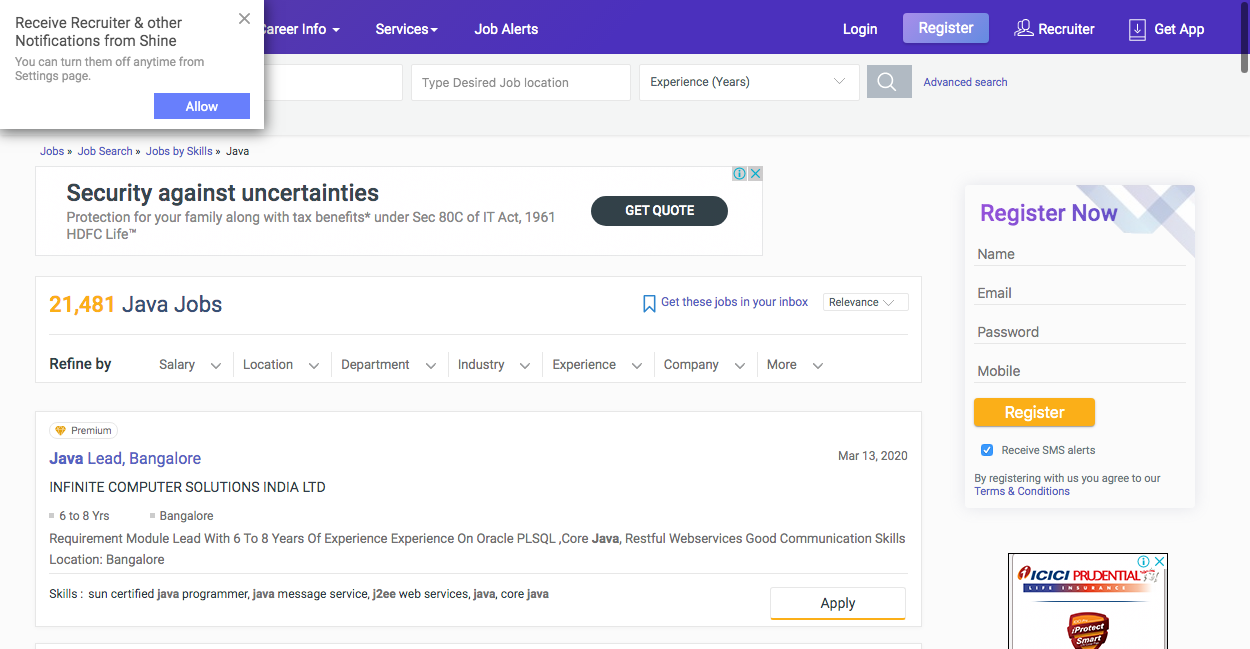 Receive Recruiter & other
Notifications from Shine
You can turn them off anytime from
Settings page.
Allow
Career Info
Services
Job Alerts
Login
Register
Recruiter
Get App
Type Desired Job location
Experience (Years)
Advanced search
Jobs » Job Search » Jobs by Skills » Java
Security against uncertainties
Protection for your family along with tax benefits* under Sec 80C of IT Act, 1961
HDFC Life™
GET QUOTE
21,481 Java Jobs
Get these jobs in your inbox
Relevance
Refine by
Salary
Location
Department
Industry
Experience
Company
More
Premium
Java Lead, Bangalore
Mar 13, 2020
INFINITE COMPUTER SOLUTIONS INDIA LTD
6 to 8 Yrs
Bangalore
Requirement Module Lead With 6 To 8 Years Of Experience Experience On Oracle PLSQL ,Core Java, Restful Webservices Good Communication Skills
Location: Bangalore
Skills : sun certified java programmer, java message service, j2ee web services, java, core java
Apply
Register Now
Name
Email
Password
Mobile
Register
Receive SMS alerts
By registering with us you agree to our
Terms & Conditions
ICICI PRUDENTIAL
LIFE INSURANCE
iProtect
Smart